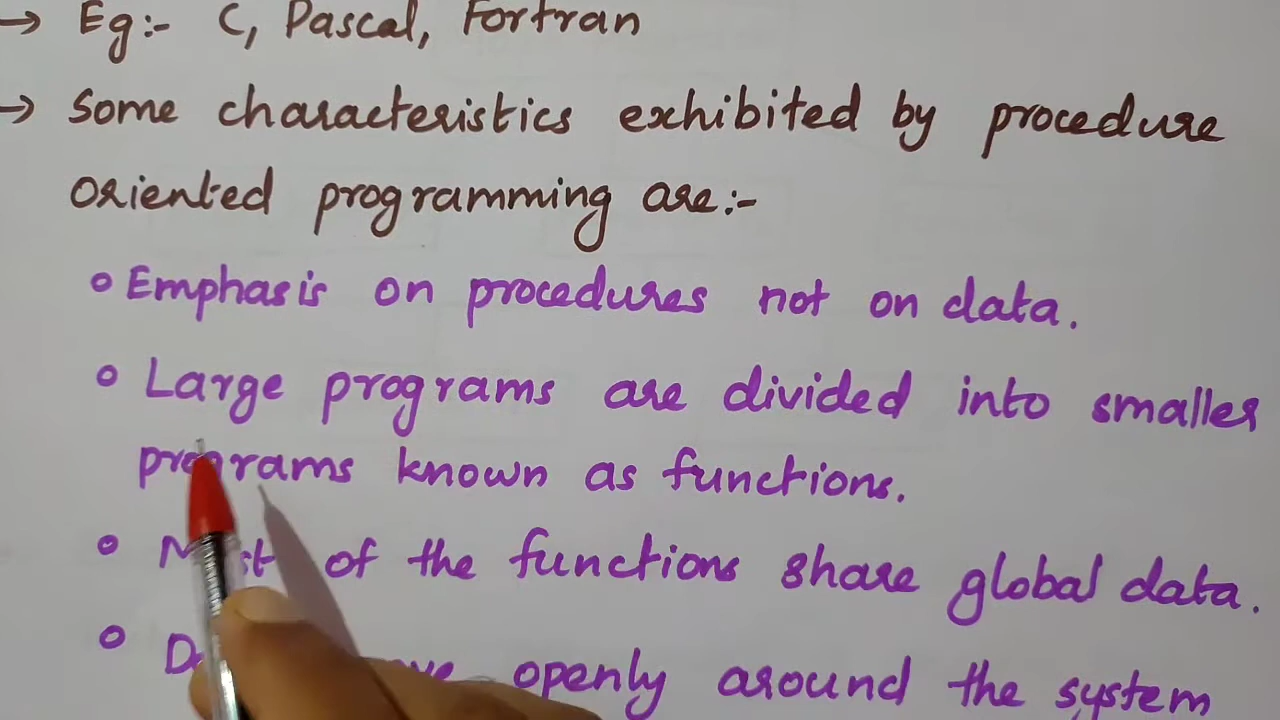 → Eg:- C, Pascal, Fortran
→ Some characteristics exhibited by procedure
oriented programming are:-
o Emphasis on procedures not on data.
o Large programs are divided into smaller
programs known as functions.
o Most of the functions share global data.
o openly around the system